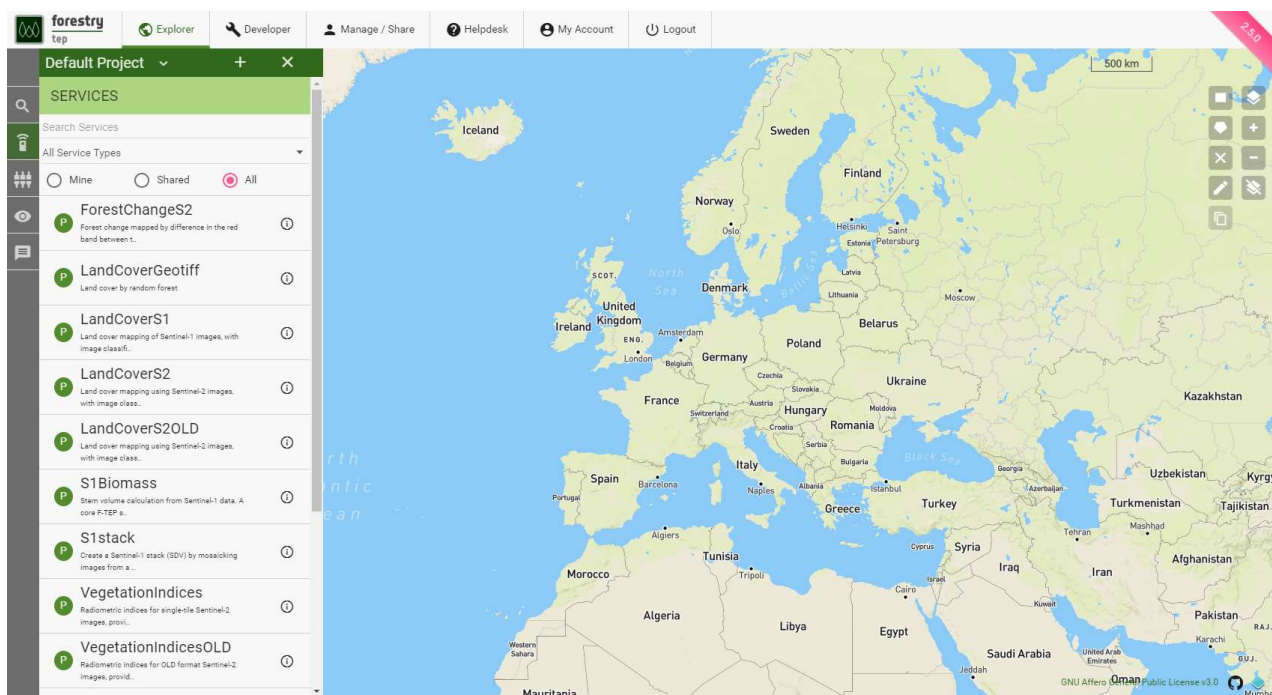 forestry
tep
Explorer
Developer
Manage / Share
Helpdesk
My Account
Logout
2.5.0
Default Project
SERVICES
Search Services
All Service Types
Mine
Shared
All
P
ForestChangeS2
Forest change mapped by difference in the red
band between t..
P
LandCoverGeotiff
Land cover by random forest
P
LandCoverS1
Land cover mapping of Sentinel-1 images, with
image classifi..
P
LandCoverS2
Land cover mapping using Sentinel-2 images,
with image class..
P
LandCoverS2OLD
Land cover mapping using Sentinel-2 images,
with image class..
P
S1Biomass
Stem volume calculation from Sentinel-1 data. A
core F-TEP s..
P
S1stack
Create a Sentinel-1 stack (SDV) by mosaicking
images from a ..
P
VegetationIndices
Radiometric indices for single-tile Sentinel-2
images, provi..
P
VegetationIndicesOLD
Radiometric indices for OLD format Sentinel-2
images, provid..
500 km
Iceland
Sweden
Finland
Norway
Oslo
Helsinki
Saint
Petersburg
Estonia
Latvia
Lithuania
Moscow
SCOT.
North
Sea
Denmark
Baltic Sea
United
Kingdom
Ireland
ENG.
London
Amsterdam
Belgium
Germany
Poland
Belarus
Czechia
Slovakia
Ukraine
Kazakhstan
France
Switzerland
Austria
Hungary
Moldova
Romania
Croatia
Serbia
Italy
Bulgaria
Black Sea
Georgia
Azerbaijan
Uzbekistan
Kyrgy
Turkmenistan
Tajikistan
rth
ntic
ean
Spain
Portugal
Barcelona
Naples
Albania
Istanbul
Greece
Turkey
Tehran
Mashhad
Algiers
Tunisia
Tripoli
Cyprus
Syria
Iraq
Iran
Afghanistan
Morocco
Israel
Cairo
Kuwait
Pakistan
RAJ.
Karachi
Algeria
Libya
Egypt
Western
Sahara
Saudi Arabia
United Arab
Emirates
GUJ.
Jeddah
Oman
Mumb
Mauritania
GNU Affero General Public License v3.0